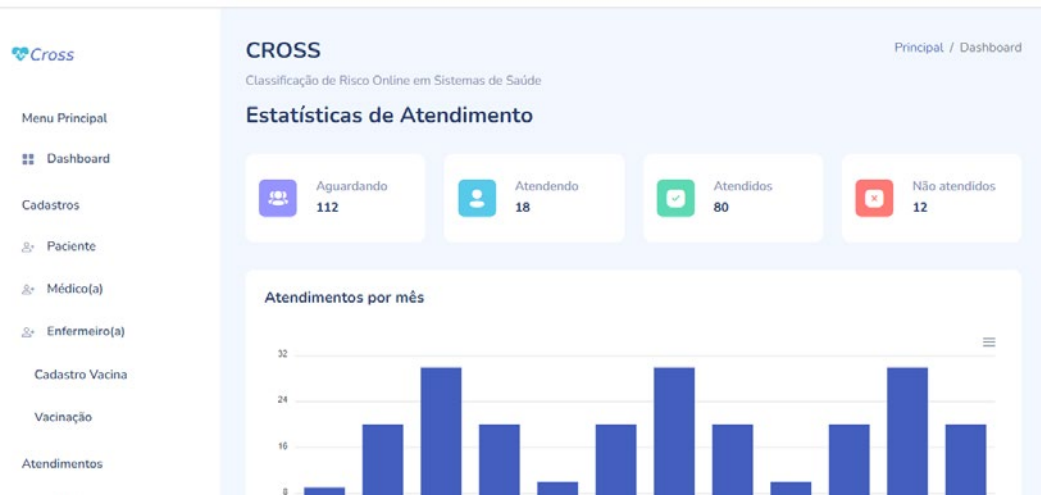 Cross
Menu Principal
Dashboard
Cadastros
Paciente
Médico(a)
Enfermeiro(a)
Cadastro Vacina
Vacinação
Atendimentos
CROSS
Principal / Dashboard
Classificação de Risco Online em Sistemas de Saúde
Estatísticas de Atendimento
Aguardando
112
Atendendo
18
Atendidos
80
Não atendidos
12
Atendimentos por mês
32
24
16
8